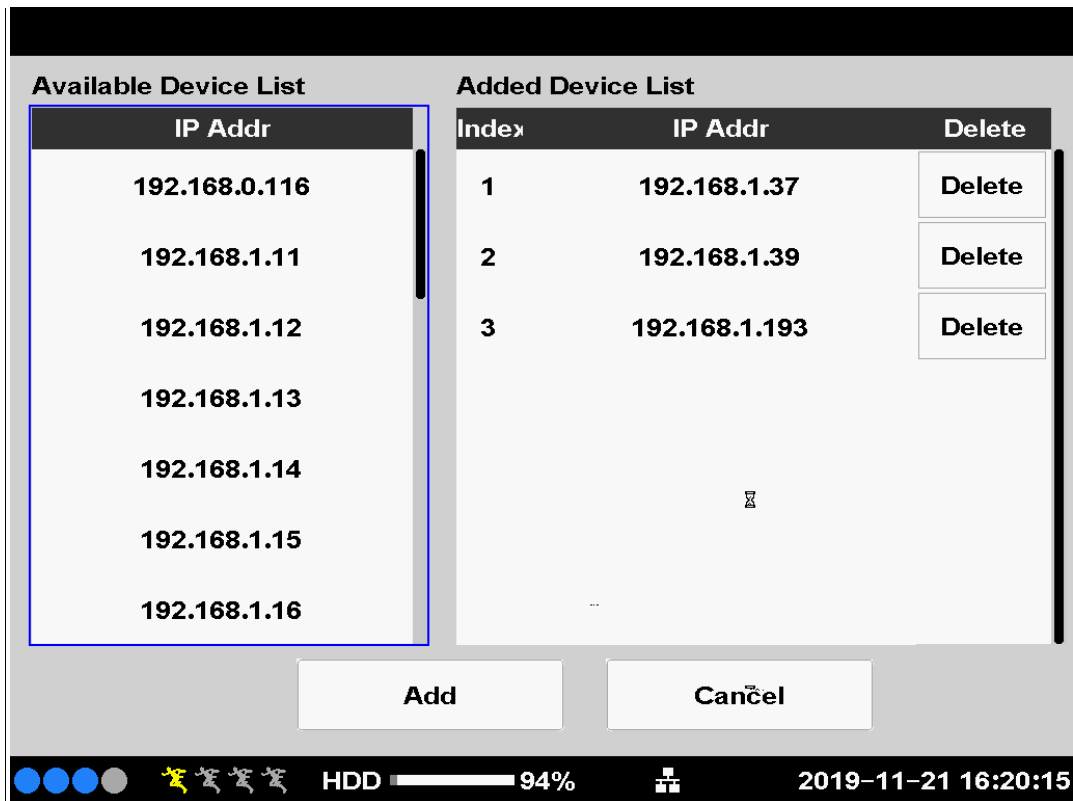 Available Device List
IP Addr
192.168.0.116
192.168.1.11
192.168.1.12
192.168.1.13
192.168.1.14
192.168.1.15
192.168.1.16
Added Device List
Index IP Addr Delete
1 192.168.1.37 Delete
2 192.168.1.39 Delete
3 192.168.1.193 Delete
Add Cancel
HDD 94% 2019-11-21 16:20:15